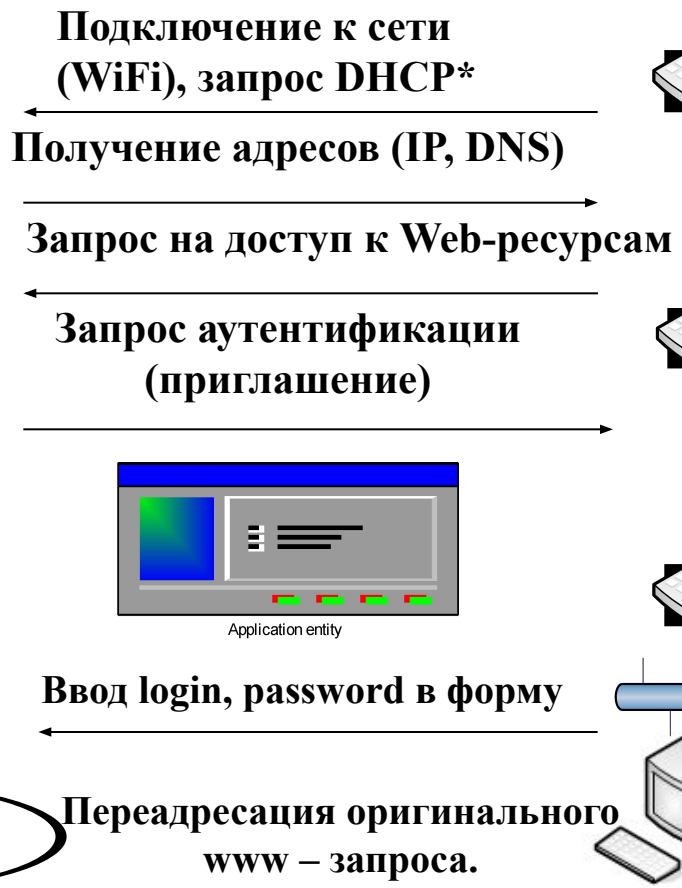 Подключение к сети
(WiFi), запрос DHCP*
Получение адресов (IP, DNS)
Запрос на доступ к Web-ресурсам
Запрос аутентификации
(приглашение)
Application entity
Ввод login, password в форму
Переадресация оригинального
www – запроса.